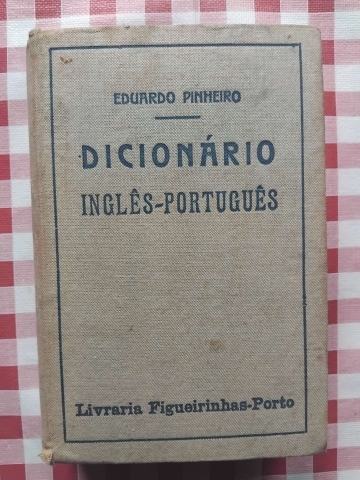 EDUARDO PINHEIRO
DICIONÁRIO
INGLÊS-PORTUGUÊS
Livraria Figueirinhas-Porto